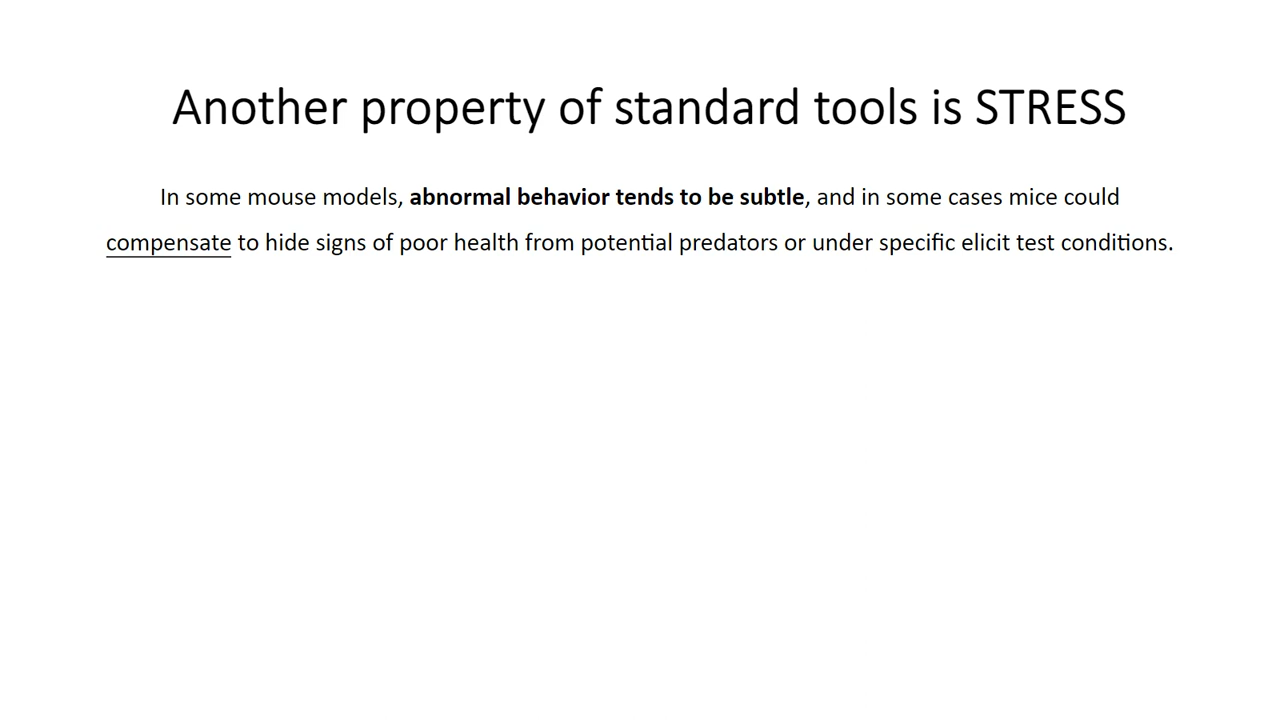 Another property of standard tools is STRESS
In some mouse models, abnormal behavior tends to be subtle, and in some cases mice could
compensate to hide signs of poor health from potential predators or under specific elicit test conditions.